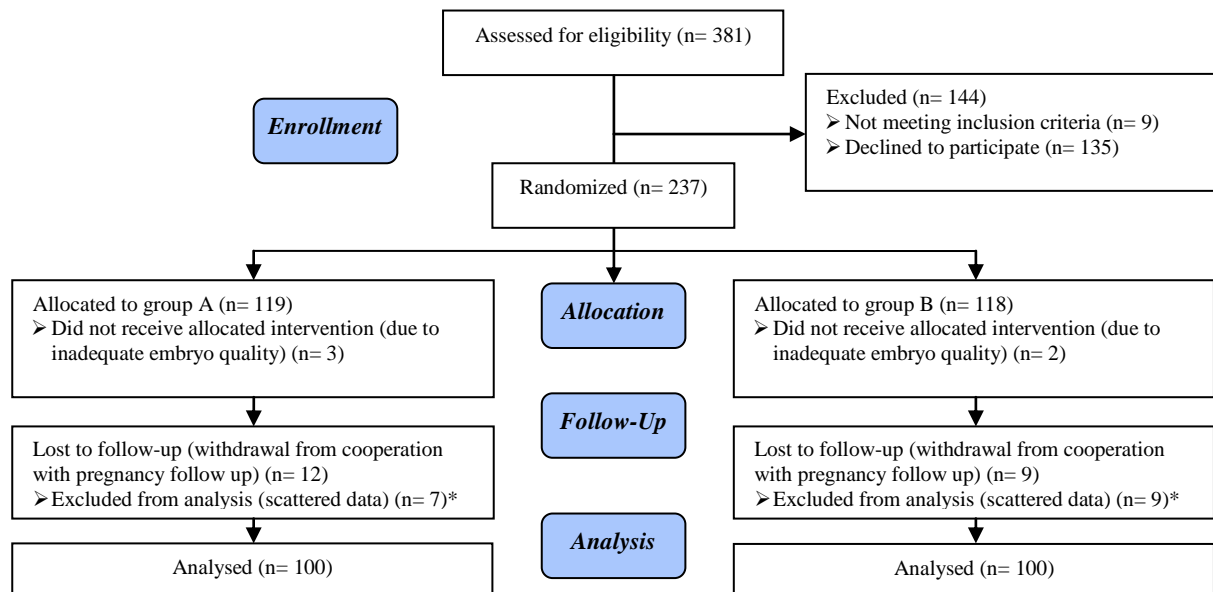 Assessed for eligibility (n= 381)
Excluded (n= 144)
➢ Not meeting inclusion criteria (n= 9)
➢ Declined to participate (n= 135)
Enrollment
Randomized (n= 237)
Allocated to group A (n= 119)
➢ Did not receive allocated intervention (due to
inadequate embryo quality) (n= 3)
Allocation
Allocated to group B (n= 118)
➢ Did not receive allocated intervention (due to
inadequate embryo quality) (n= 2)
Follow-Up
Lost to follow-up (withdrawal from cooperation
with pregnancy follow up) (n= 12)
➢ Excluded from analysis (scattered data) (n= 7)*
Lost to follow-up (withdrawal from cooperation
with pregnancy follow up) (n= 9)
➢ Excluded from analysis (scattered data) (n= 9)*
Analysis
Analysed (n= 100)
Analysed (n= 100)